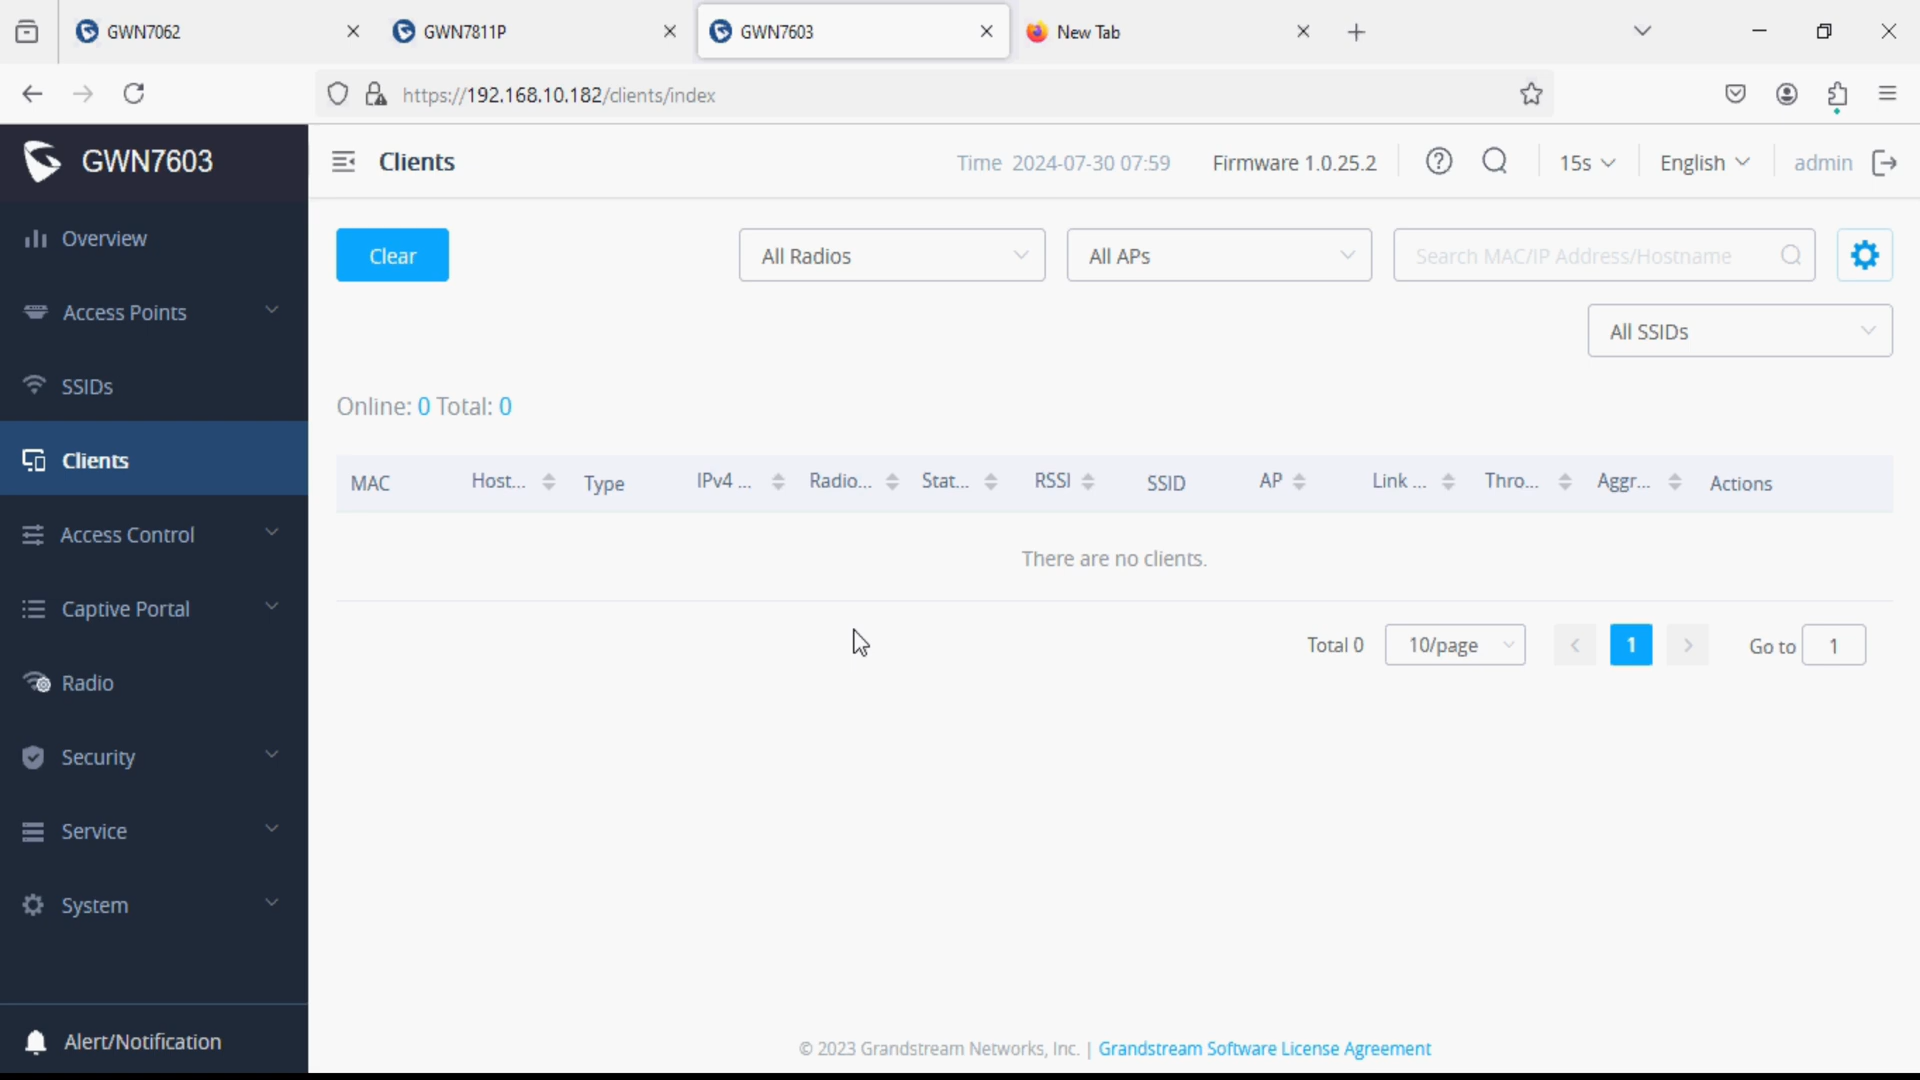 GWN7062
GWN7811P
GWN7603
New Tab
https://192.168.10.182/clients/index
GWN7603
Clients
Time 2024-07-30 07:59
Firmware 1.0.25.2
15s
English
admin
Overview
Access Points
SSIDs
Clients
Access Control
Captive Portal
Radio
Security
Service
System
Alert/Notification
Clear
All Radios
All APs
Search MAC/IP Address/Hostname
All SSIDs
Online: 0 Total: 0
MAC Host... Type IPv4 ... Radio... Stat... RSSI SSID AP Link ... Thro... Aggr... Actions
There are no clients.
Total 0 10/page 1 Go to 1
© 2023 Grandstream Networks, Inc. | Grandstream Software License Agreement